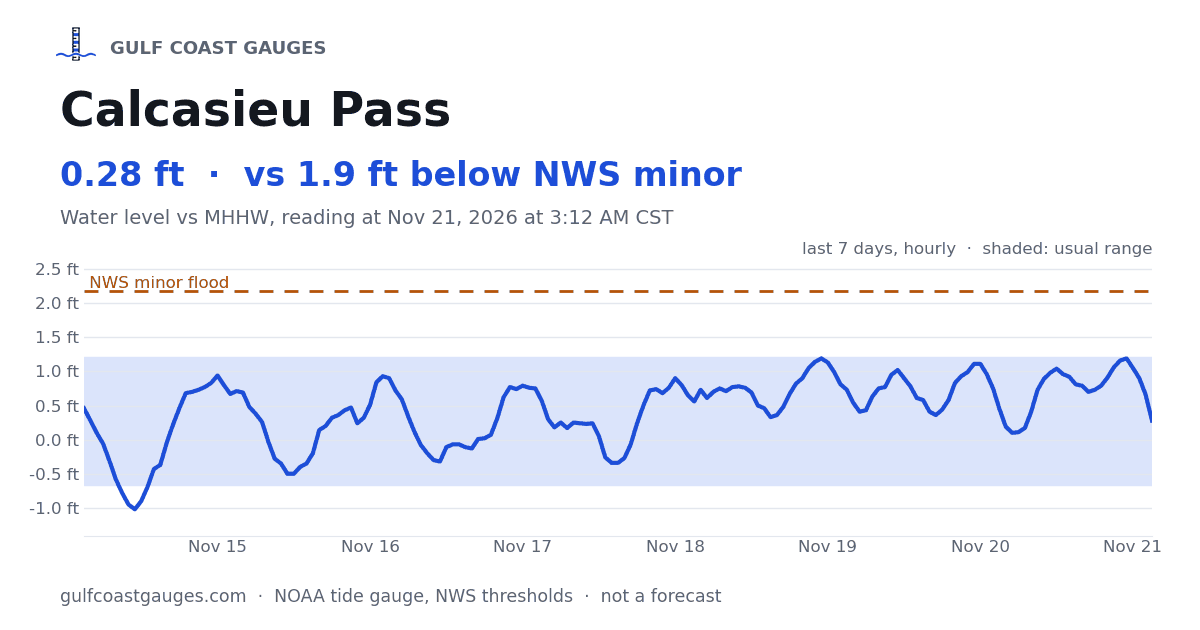 GULF COAST GAUGES
Calcasieu Pass
0.28 ft · vs 1.9 ft below NWS minor
Water level vs MHHW, reading at Nov 21, 2026 at 3:12 AM CST
last 7 days, hourly · shaded: usual range
2.5 ft
NWS minor flood
2.0 ft
1.5 ft
1.0 ft
0.5 ft
0.0 ft
-0.5 ft
-1.0 ft
Nov 15 Nov 16 Nov 17 Nov 18 Nov 19 Nov 20 Nov 21
gulfcoastgauges.com · NOAA tide gauge, NWS thresholds · not a forecast